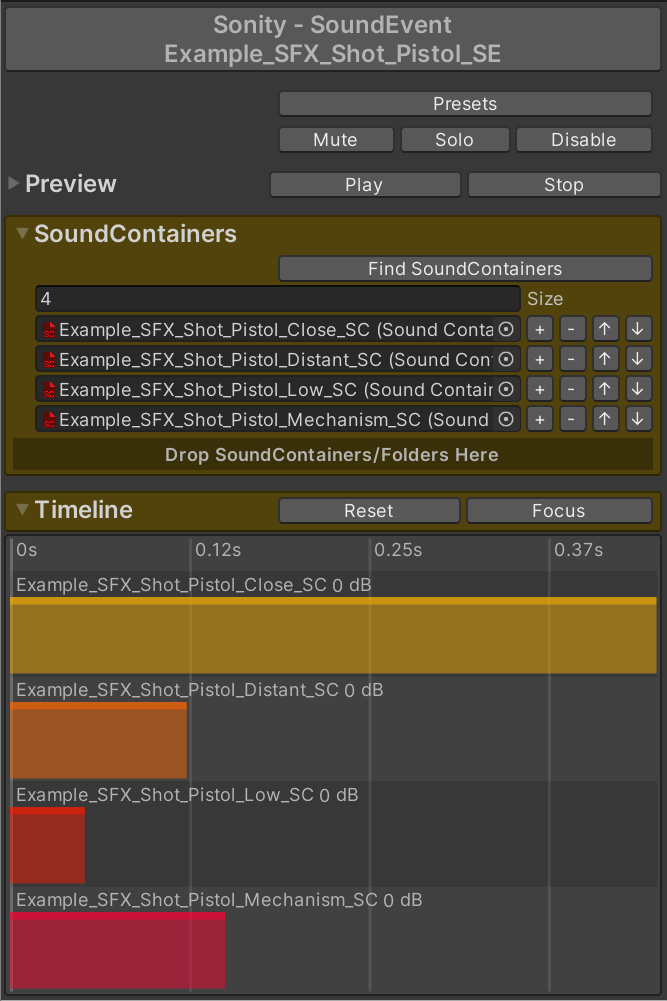 Sonity - SoundEvent
Example_SFX_Shot_Pistol_SE
Presets
Mute Solo Disable
Preview Play Stop
SoundContainers
Find SoundContainers
4 Size
Example_SFX_Shot_Pistol_Close_SC (Sound Conta + -
Example_SFX_Shot_Pistol_Distant_SC (Sound Con + -
Example_SFX_Shot_Pistol_Low_SC (Sound Contain + -
Example_SFX_Shot_Pistol_Mechanism_SC (Sound + -
Drop SoundContainers/Folders Here
Timeline Reset Focus
0s 0.12s 0.25s 0.37s
Example_SFX_Shot_Pistol_Close_SC 0 dB
Example_SFX_Shot_Pistol_Distant_SC 0 dB
Example_SFX_Shot_Pistol_Low_SC 0 dB
Example_SFX_Shot_Pistol_Mechanism_SC 0 dB